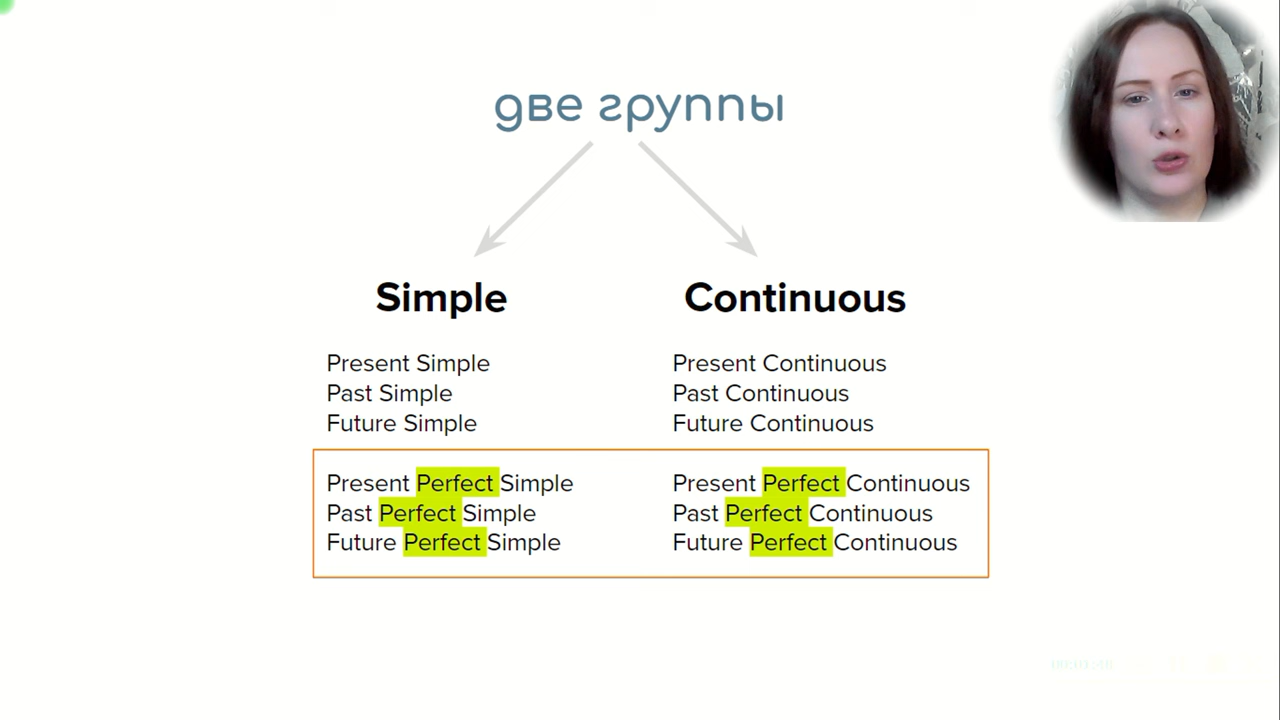 две группы
Simple
Present Simple
Past Simple
Future Simple
Present Perfect Simple
Past Perfect Simple
Future Perfect Simple
Continuous
Present Continuous
Past Continuous
Future Continuous
Present Perfect Continuous
Past Perfect Continuous
Future Perfect Continuous